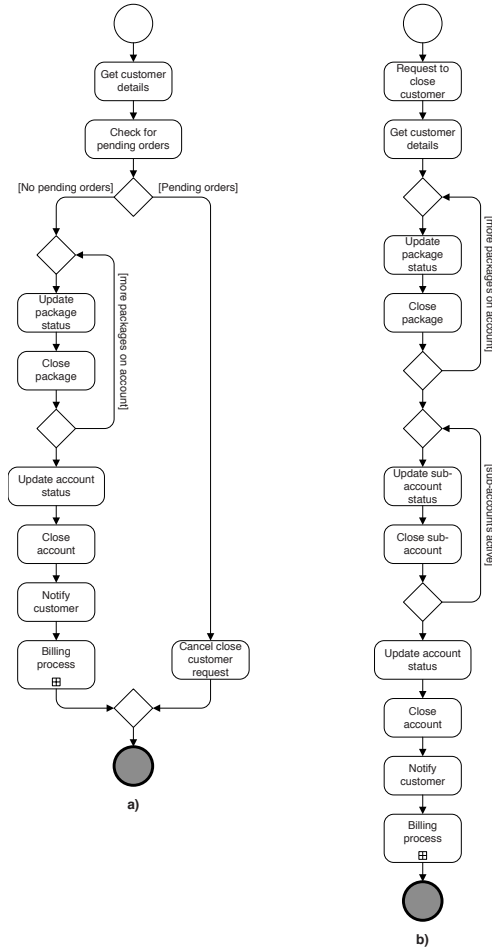 Get customer
details
Check for
pending orders
[No pending orders]
[Pending orders]
Update
package
status
[more packages on account]
Close
package
Update account
status
Close
account
Notify
customer
Billing
process
Cancel close
customer
request
a)
Request to
close
customer
Get customer
details
Update
package
status
[more packages on account]
Close
package
Update sub-
account
status
[sub-accounts active]
Close sub-
account
Update account
status
Close
account
Notify
customer
Billing
process
b)